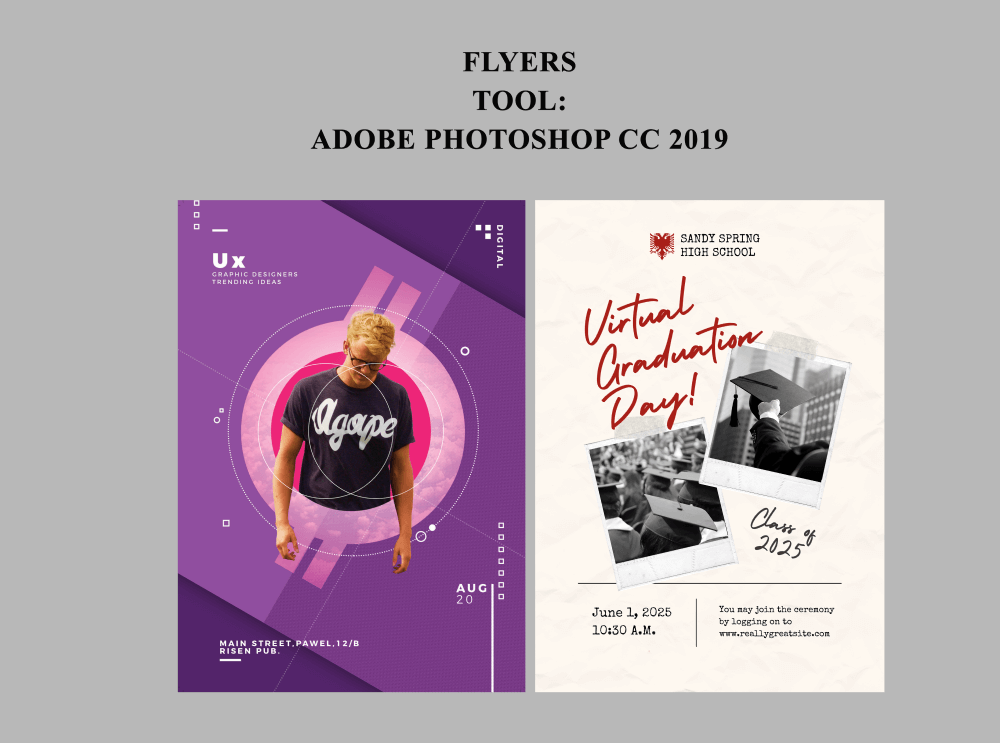 FLYERS
TOOL:
ADOBE PHOTOSHOP CC 2019
Ux
GRAPHIC DESIGNERS
TRENDING IDEAS
DIGITAL
agape
AUG
20
MAIN STREET,PAWEL,12/B
RISEN PUB.
SANDY SPRING
HIGH SCHOOL
Virtual
Graduation
Day!
Class of
2025
June 1, 2025
10:30 A.M.
You may join the ceremony
by logging on to
www.reallygreatsite.com